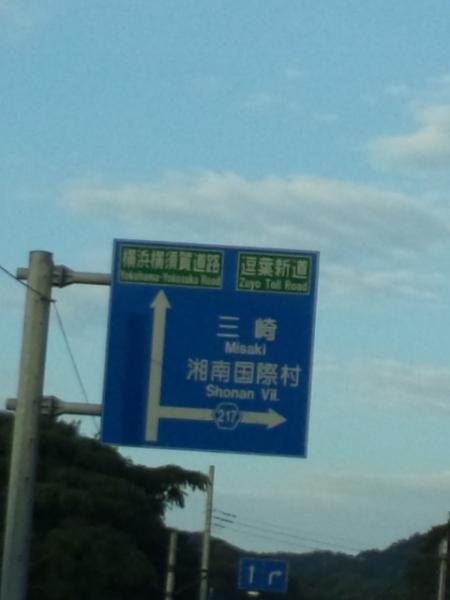 横浜横須賀道路
Yokohama-Yokosuka Road
逗葉新道
Zuyo Toll Road
三崎
Misaki
湘南国際村
Shonan Vil.
217